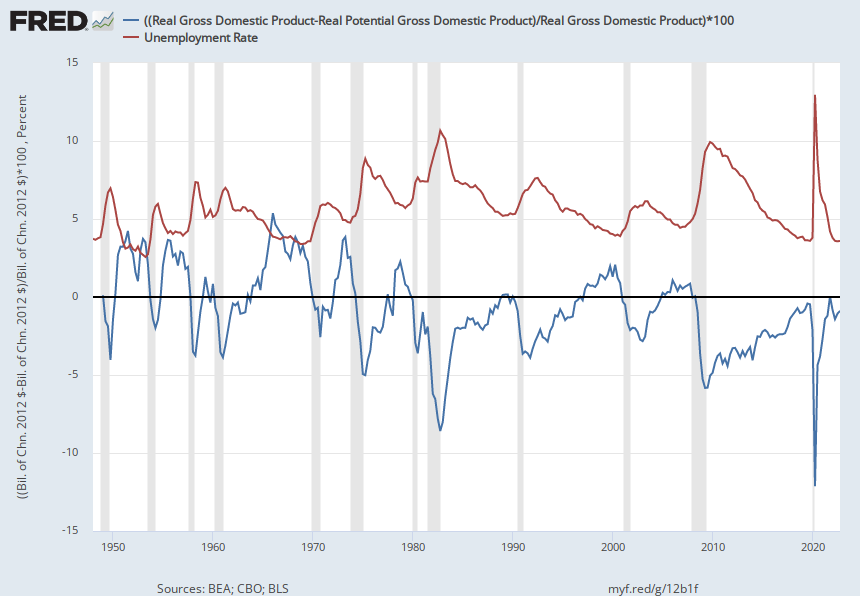 FRED
((Real Gross Domestic Product-Real Potential Gross Domestic Product)/Real Gross Domestic Product)*100
Unemployment Rate
((Bil. of Chn. 2012 $-Bil. of Chn. 2012 $)/Bil. of Chn. 2012 $)*100 , Percent
15
10
5
0
-5
-10
-15
1950 1960 1970 1980 1990 2000 2010 2020
Sources: BEA; CBO; BLS myf.red/g/12b1f